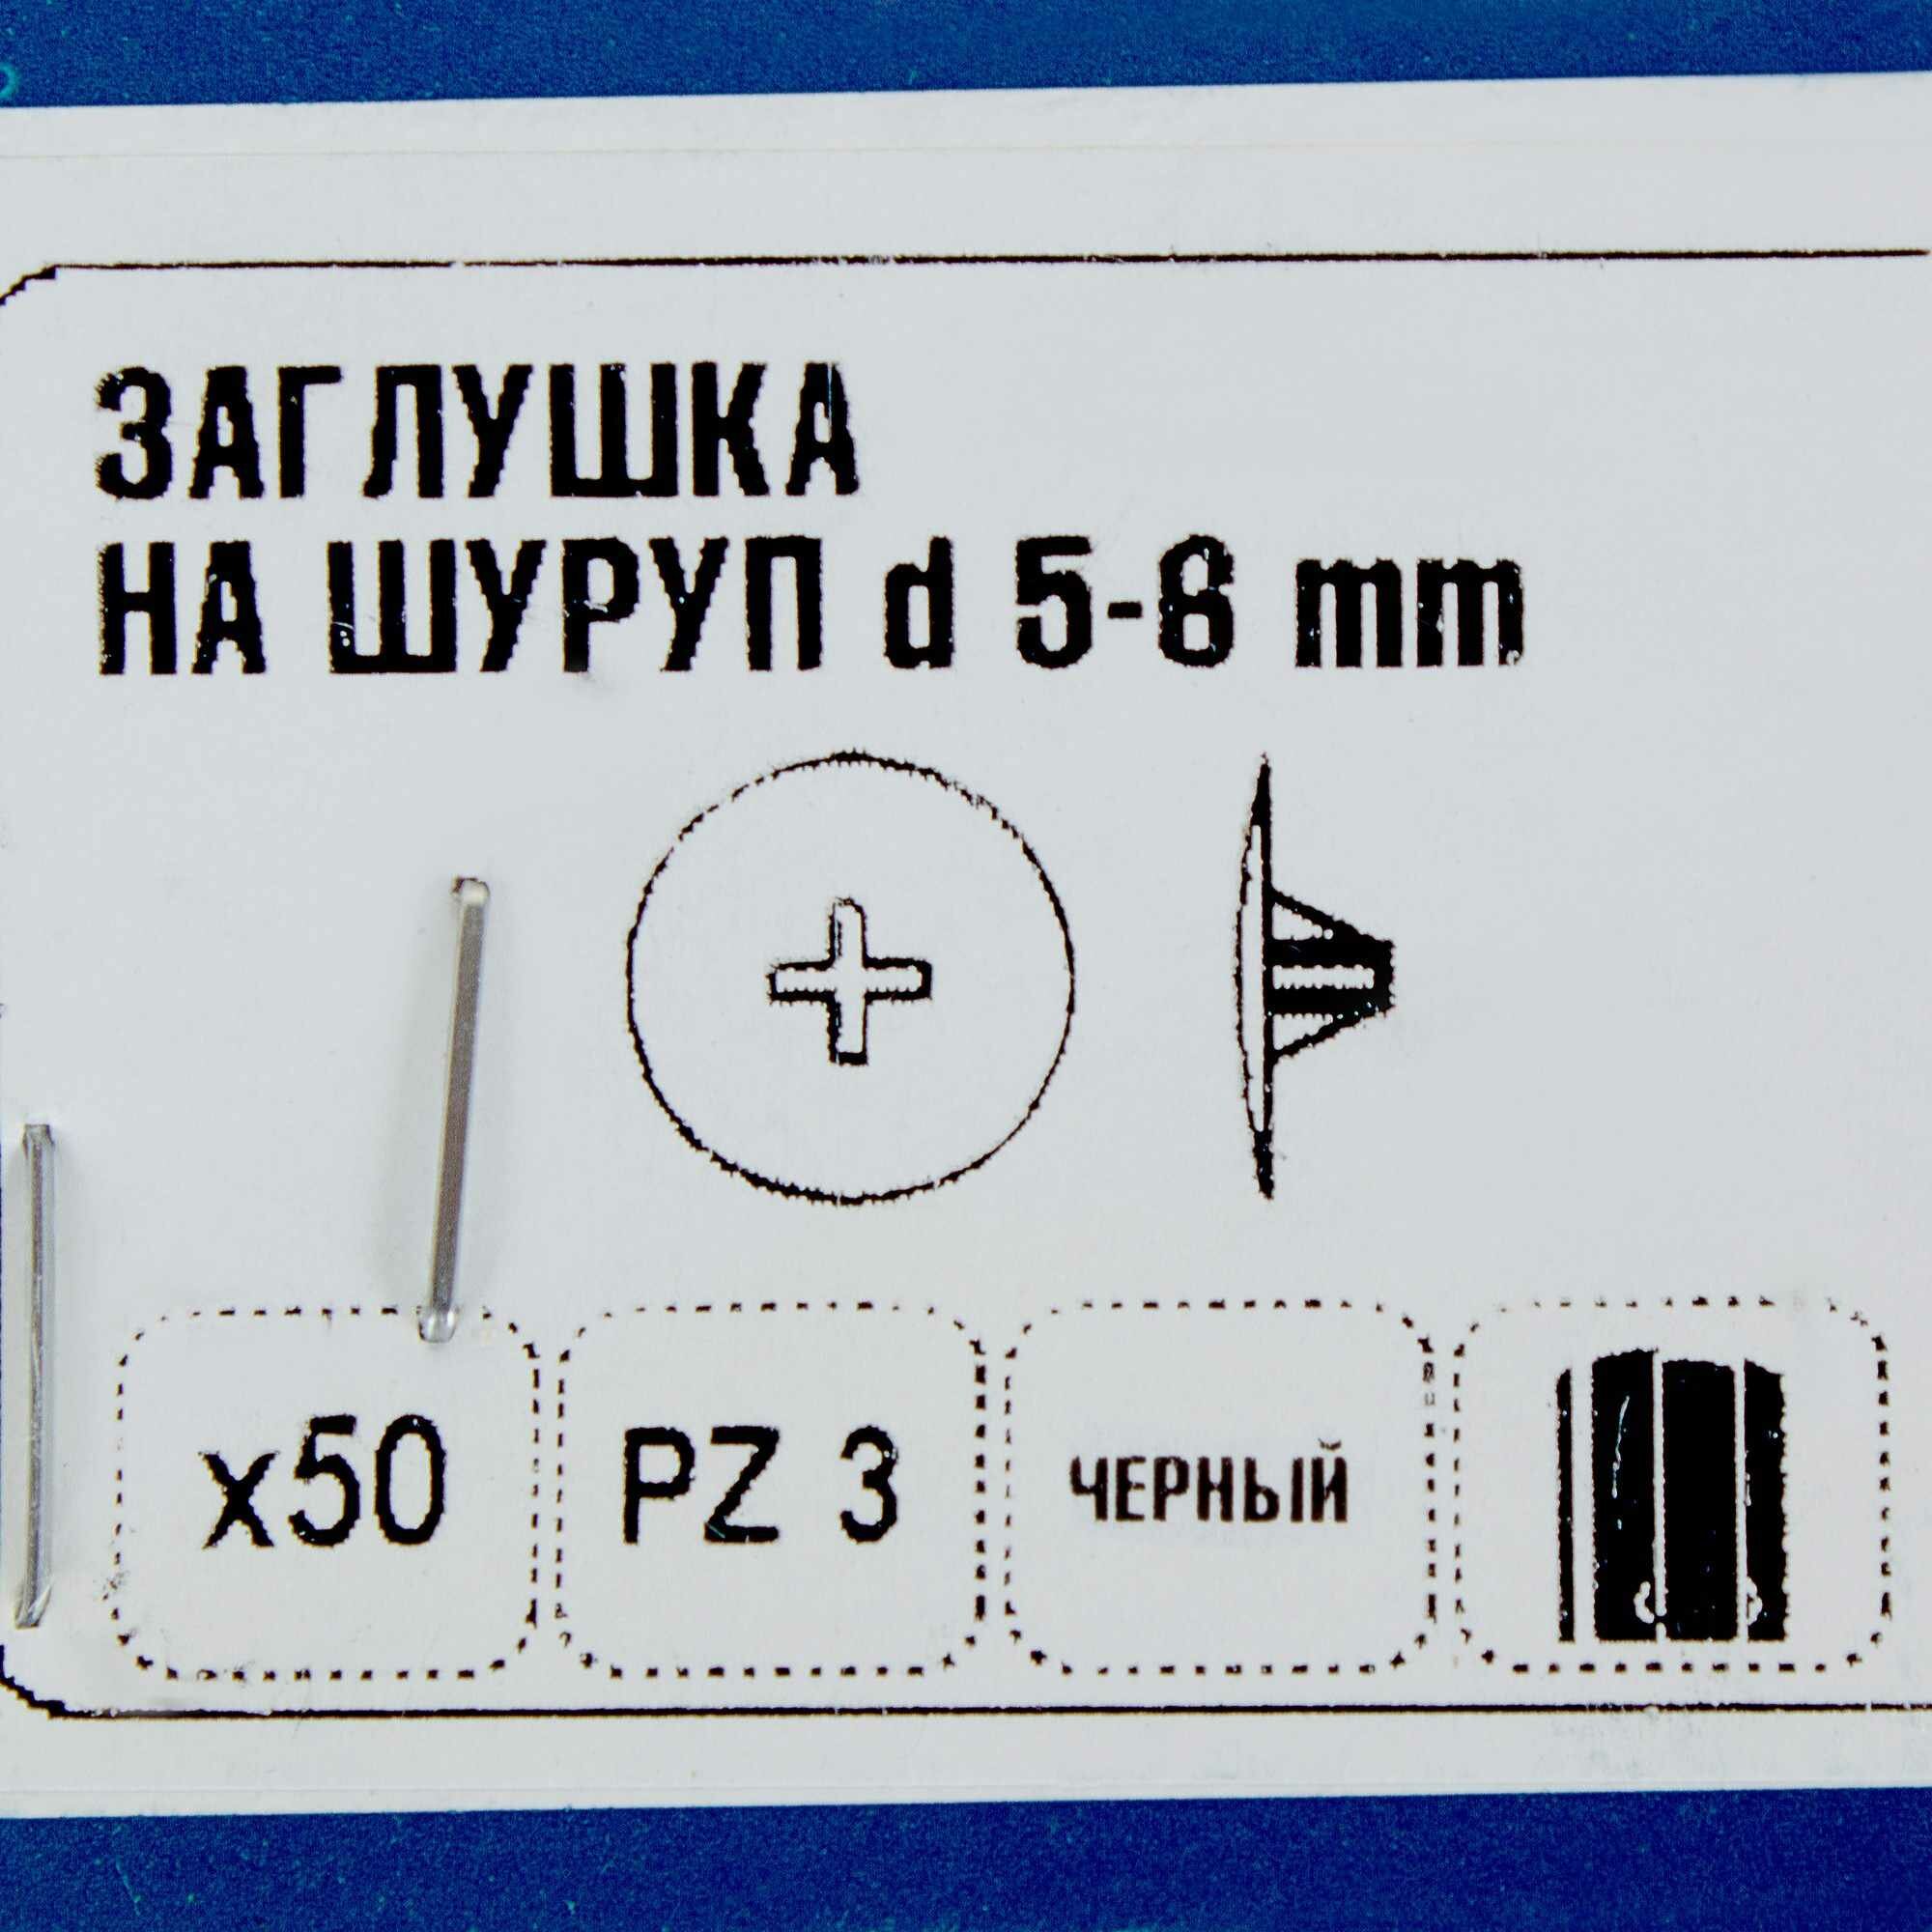 ЗАГЛУШКА
НА ШУРУП d 5-6 mm
x50
PZ 3
ЧЕРНЫЙ